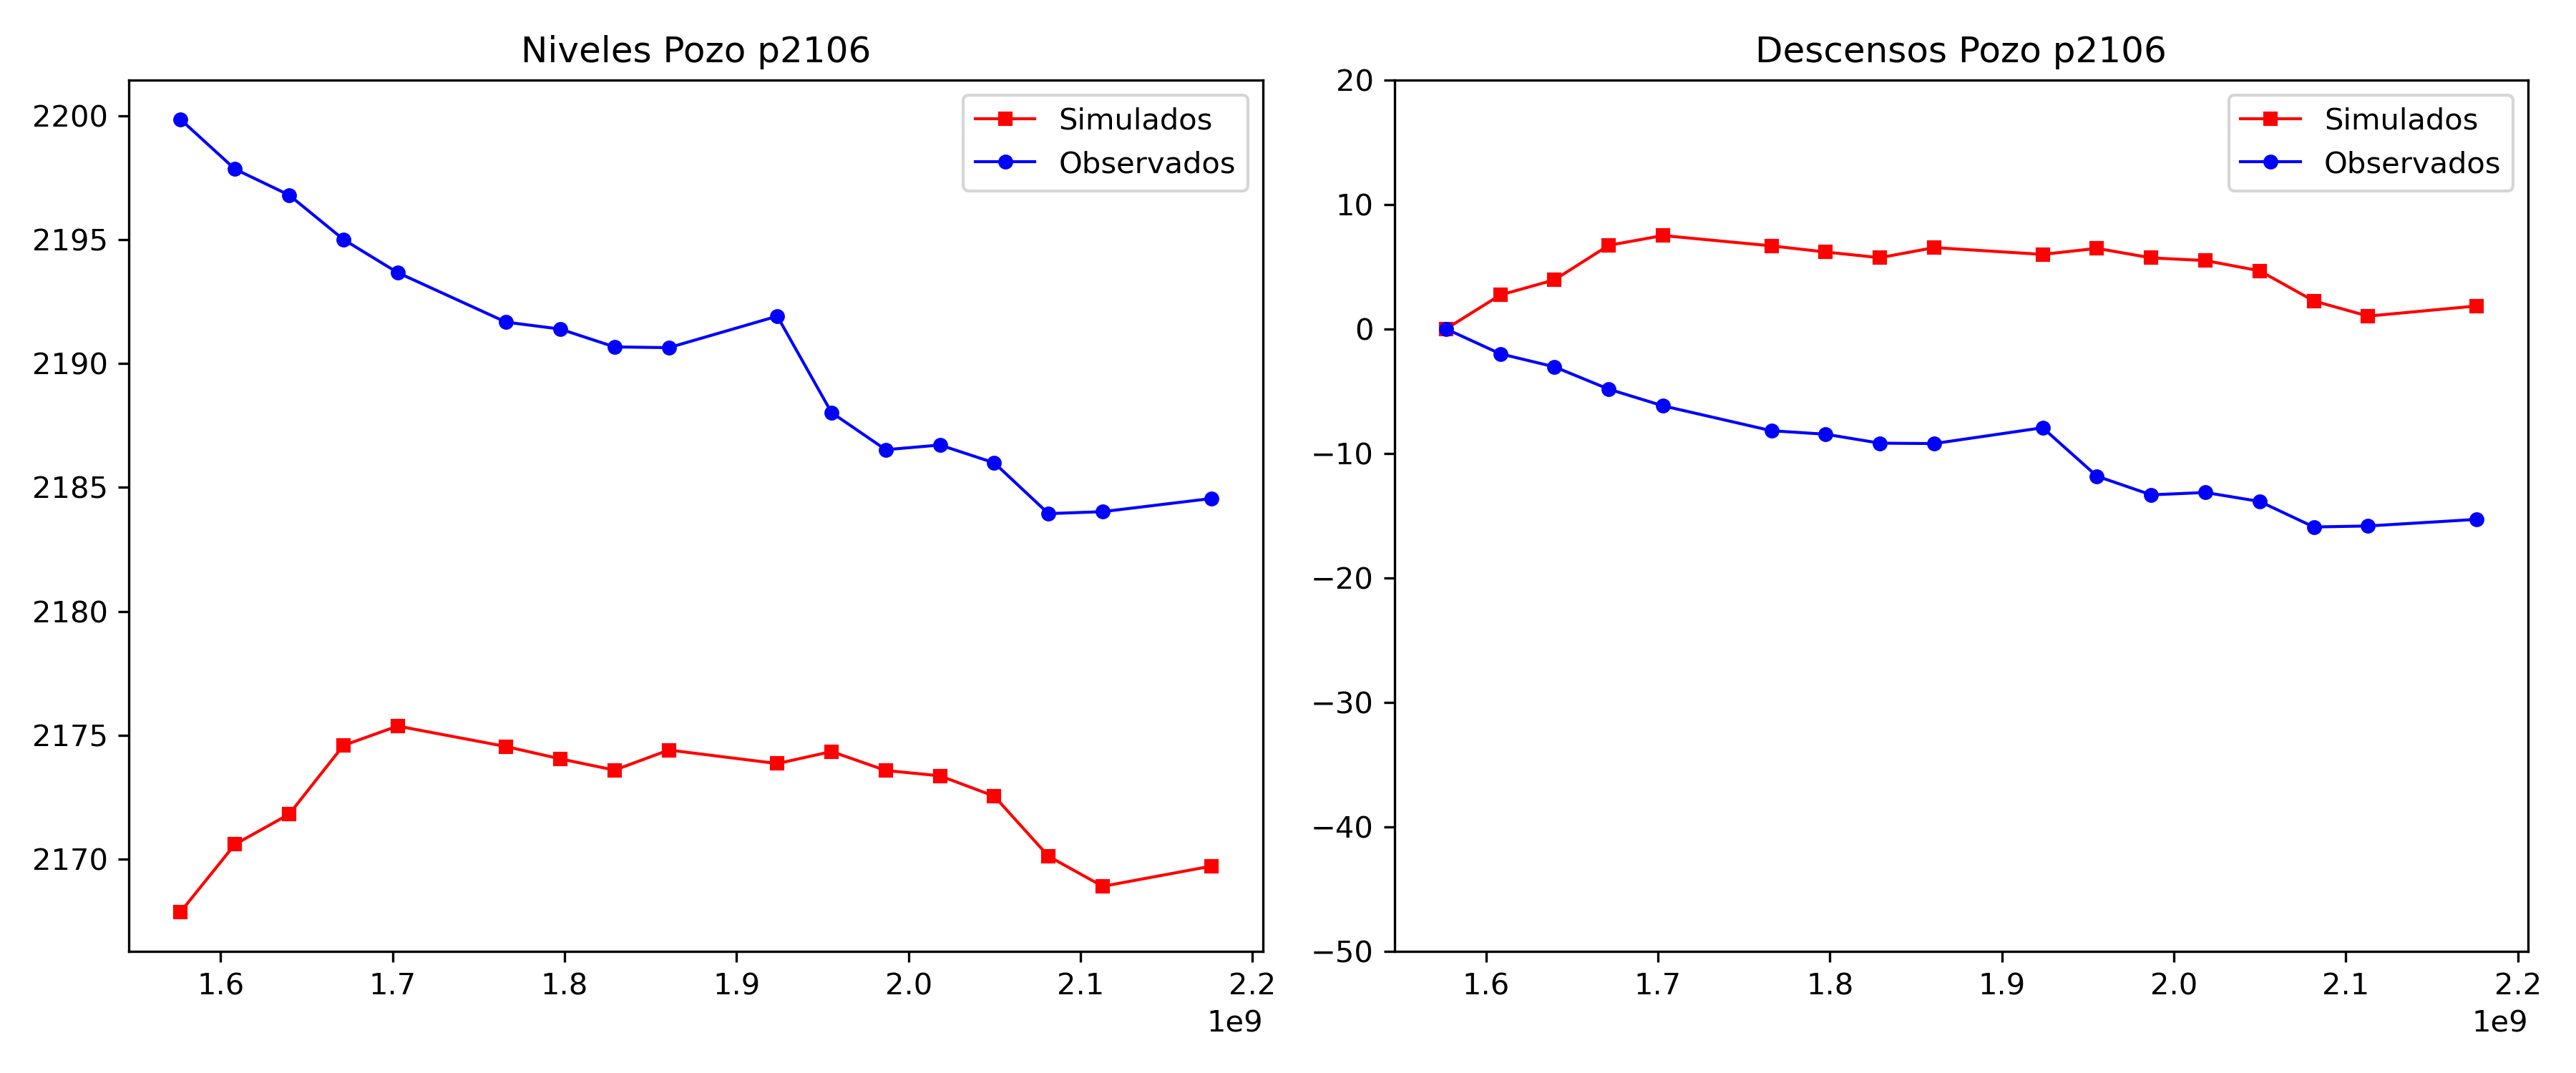 Niveles Pozo p2106
2200
2195
2190
2185
2180
2175
2170
1.6 1.7 1.8 1.9 2.0 2.1 2.2
1e9
Simulados
Observados
Descensos Pozo p2106
20
10
0
−10
−20
−30
−40
−50
1.6 1.7 1.8 1.9 2.0 2.1 2.2
1e9
Simulados
Observados